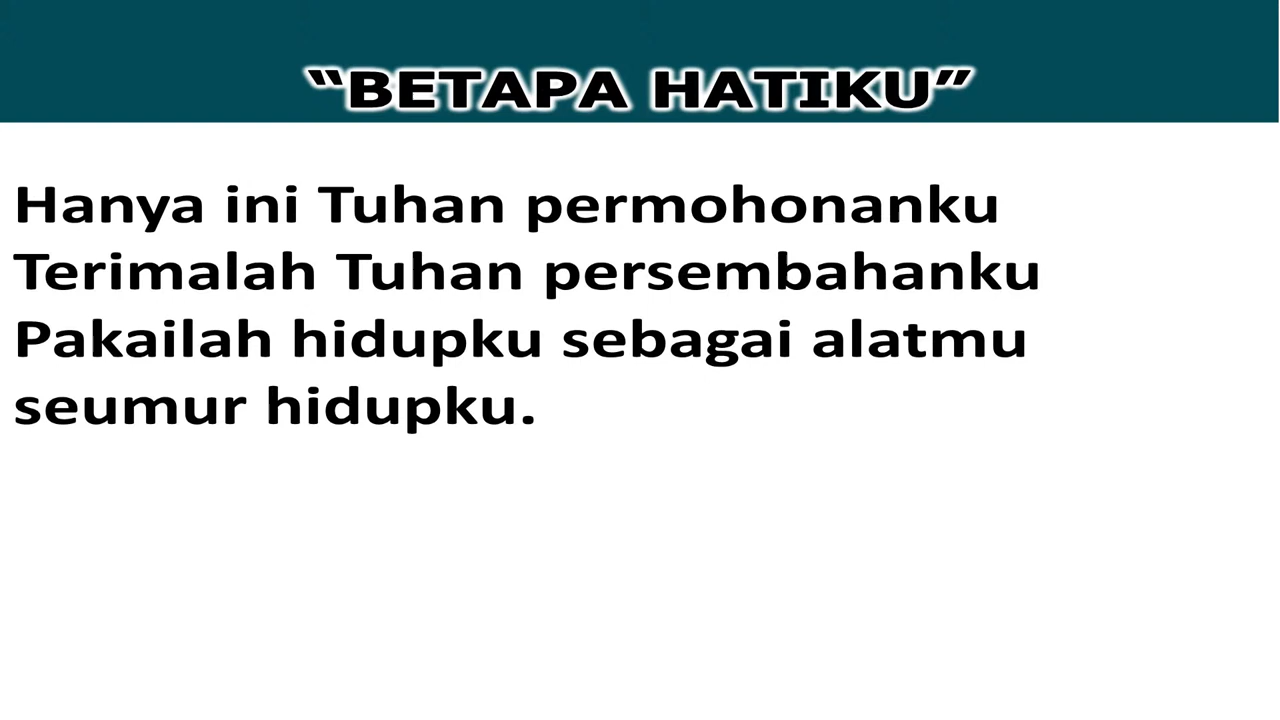 “BETAPA HATIKU”
Hanya ini Tuhan permohonanku
Terimalah Tuhan persembahanku
Pakailah hidupku sebagai alatmu
seumur hidupku.